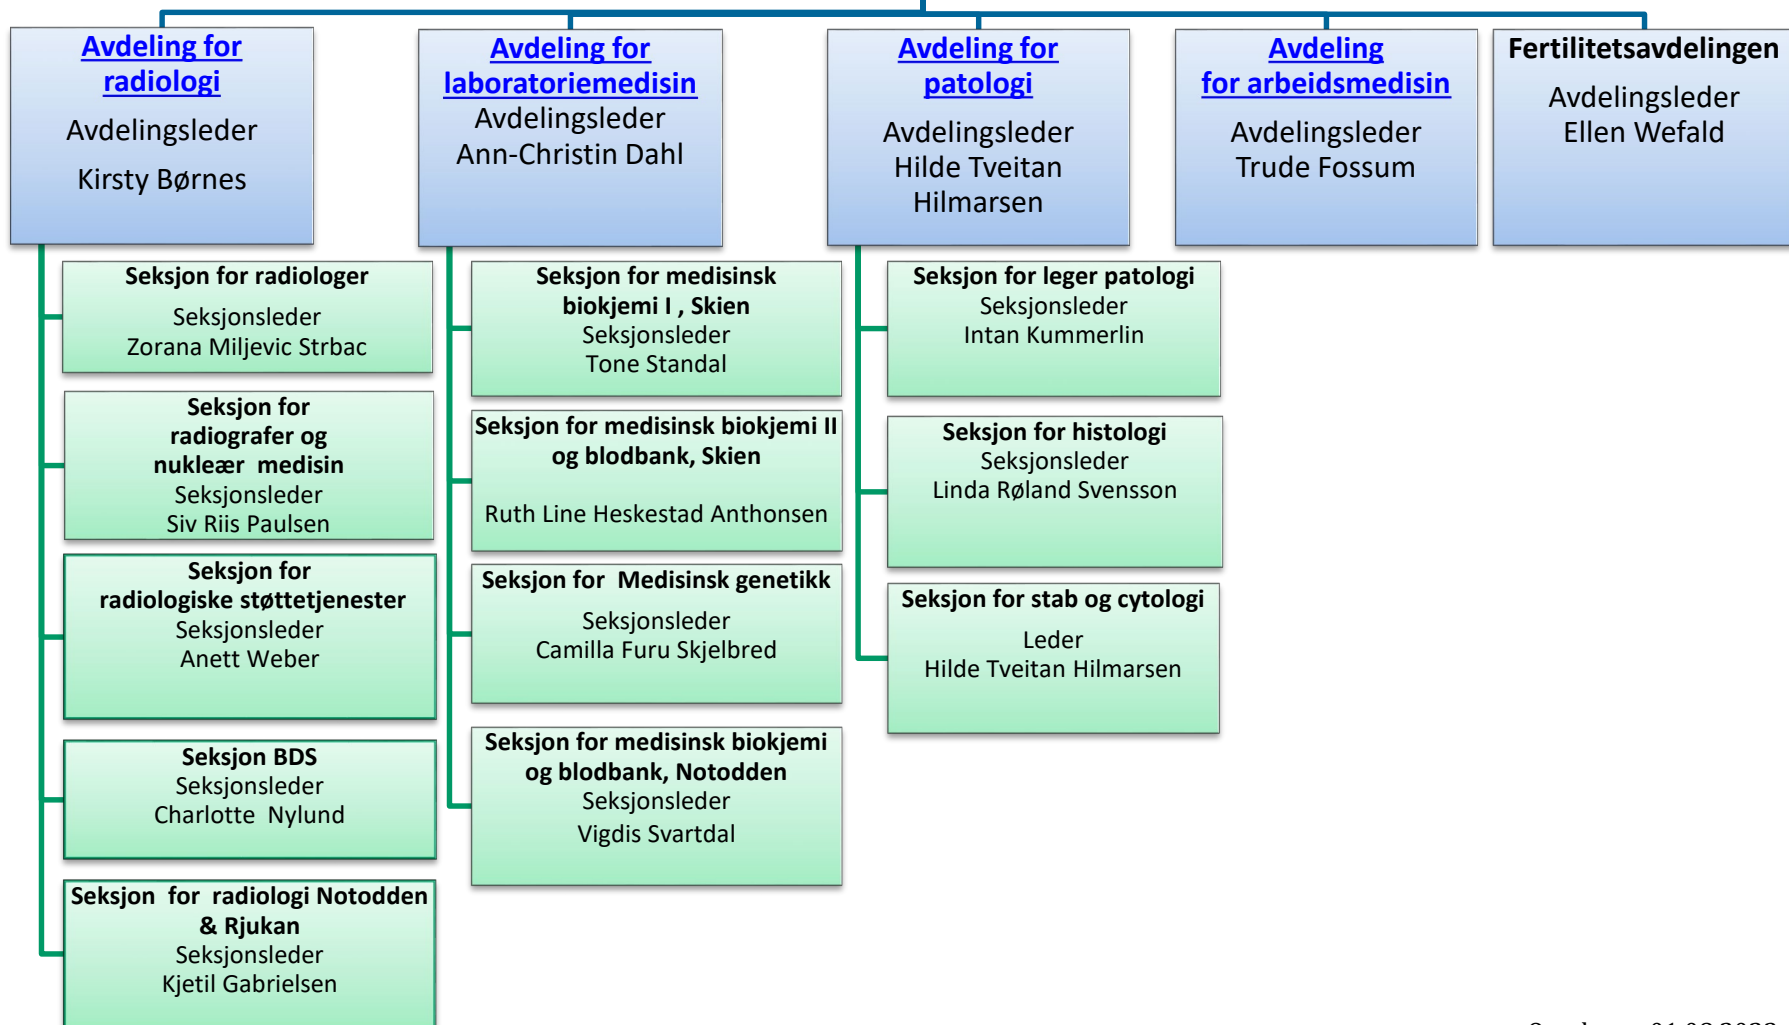 Avdeling for
radiologi
Avdelingsleder
Kirsty Børnes
Avdeling for
laboratoriemedisin
Avdelingsleder
Ann-Christin Dahl
Avdeling for
patologi
Avdelingsleder
Hilde Tveitan
Hilmarsen
Avdeling
for arbeidsmedisin
Avdelingsleder
Trude Fossum
Fertilitetsavdelingen
Avdelingsleder
Ellen Wefald
Seksjon for radiologer
Seksjonsleder
Zorana Miljevic Strbac
Seksjon for
radiografer og
nukleær medisin
Seksjonsleder
Siv Riis Paulsen
Seksjon for
radiologiske støttetjenester
Seksjonsleder
Anett Weber
Seksjon BDS
Seksjonsleder
Charlotte Nylund
Seksjon for radiologi Notodden
& Rjukan
Seksjonsleder
Kjetil Gabrielsen
Seksjon for medisinsk
biokjemi I , Skien
Seksjonsleder
Tone Standal
Seksjon for medisinsk biokjemi II
og blodbank, Skien
Ruth Line Heskestad Anthonsen
Seksjon for Medisinsk genetikk
Seksjonsleder
Camilla Furu Skjelbred
Seksjon for medisinsk biokjemi
og blodbank, Notodden
Seksjonsleder
Vigdis Svartdal
Seksjon for leger patologi
Seksjonsleder
Intan Kummerlin
Seksjon for histologi
Seksjonsleder
Linda Røland Svensson
Seksjon for stab og cytologi
Leder
Hilde Tveitan Hilmarsen